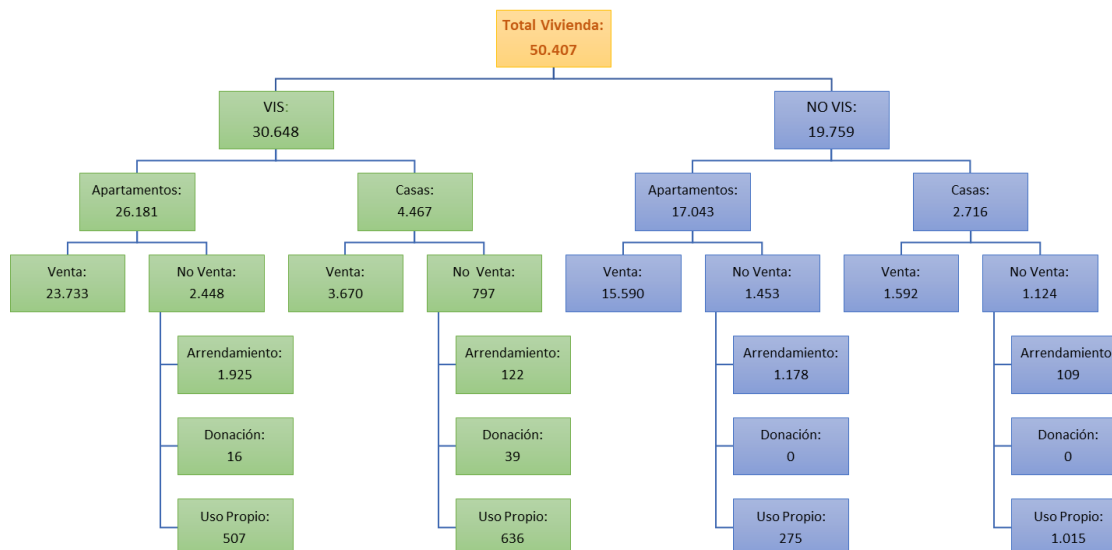 Total Vivienda:
50.407
VIS:
30.648
NO VIS:
19.759
Apartamentos:
26.181
Casas:
4.467
Apartamentos:
17.043
Casas:
2.716
Venta:
23.733
No Venta:
2.448
Venta:
3.670
No Venta:
797
Venta:
15.590
No Venta:
1.453
Venta:
1.592
No Venta:
1.124
Arrendamiento:
1.925
Arrendamiento:
122
Arrendamiento:
1.178
Arrendamiento:
109
Donación:
16
Donación:
39
Donación:
0
Donación:
0
Uso Propio:
507
Uso Propio:
636
Uso Propio:
275
Uso Propio:
1.015